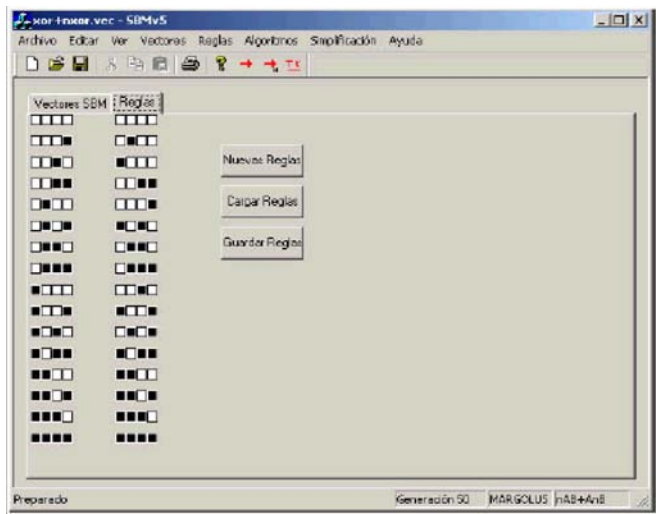 xor+nxor.vec - SBMv5
Archivo Editar Ver Vectores Reglas Algoritmos Simplificación Ayuda
Vectores SBM Reglas
Nuevas Reglas
Cargar Reglas
Guardar Reglas
Preparado Generación 50 MARGOLUS nAB+AnB